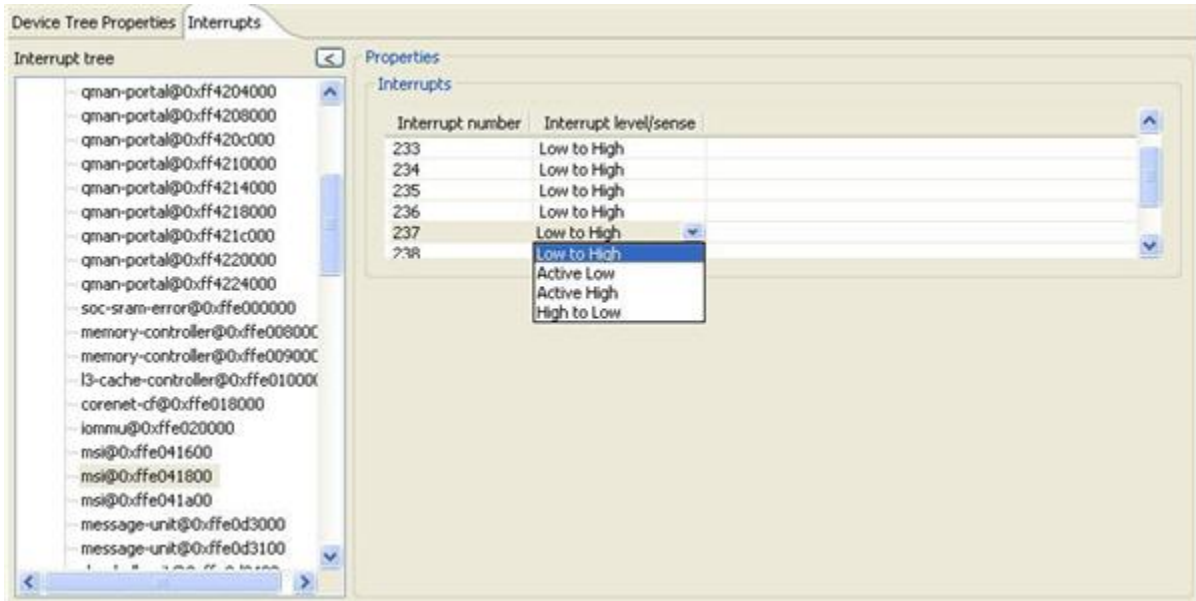 Device Tree Properties Interrupts
Interrupt tree
<
qman-portal@0xff4204000
qman-portal@0xff4208000
qman-portal@0xff420c000
qman-portal@0xff4210000
qman-portal@0xff4214000
qman-portal@0xff4218000
qman-portal@0xff421c000
qman-portal@0xff4220000
qman-portal@0xff4224000
soc-sram-error@0xffe000000
memory-controller@0xffe008000
memory-controller@0xffe009000
l3-cache-controller@0xffe010000
corenet-cf@0xffe018000
iommu@0xffe020000
msi@0xffe041600
msi@0xffe041800
msi@0xffe041a00
message-unit@0xffe0d3000
message-unit@0xffe0d3100
Properties
Interrupts
Interrupt number Interrupt level/sense
233 Low to High
234 Low to High
235 Low to High
236 Low to High
237 Low to High
238
Low to High
Active Low
Active High
High to Low